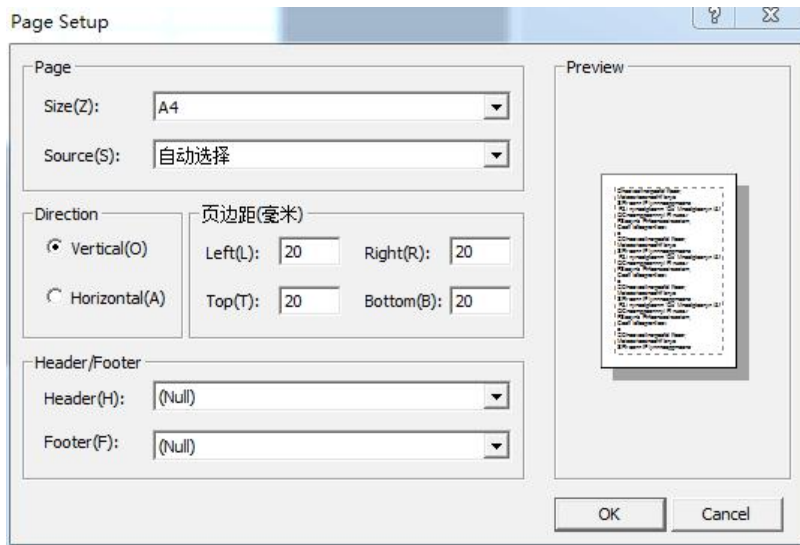 Page Setup
Page
Size(Z): A4
Source(S): 自动选择
Direction
Vertical(O)
Horizontal(A)
页边距(毫米)
Left(L): 20 Right(R): 20
Top(T): 20 Bottom(B): 20
Header/Footer
Header(H): (Null)
Footer(F): (Null)
Preview
OK Cancel